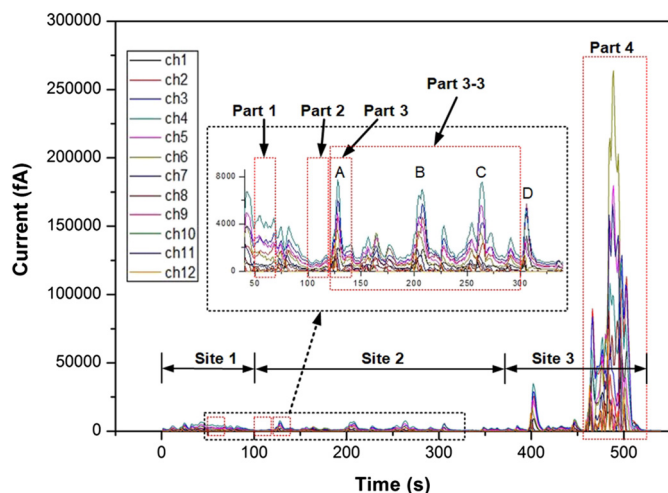 300000
250000
200000
150000
100000
50000
0
Current (fA)
ch1
ch2
ch3
ch4
ch5
ch6
ch7
ch8
ch9
ch10
ch11
ch12
Part 1
Part 2
Part 3
Part 3-3
Part 4
A
B
C
D
8000
4000
0
50
100
150
200
250
300
Site 1
Site 2
Site 3
0
100
200
300
400
500
Time (s)